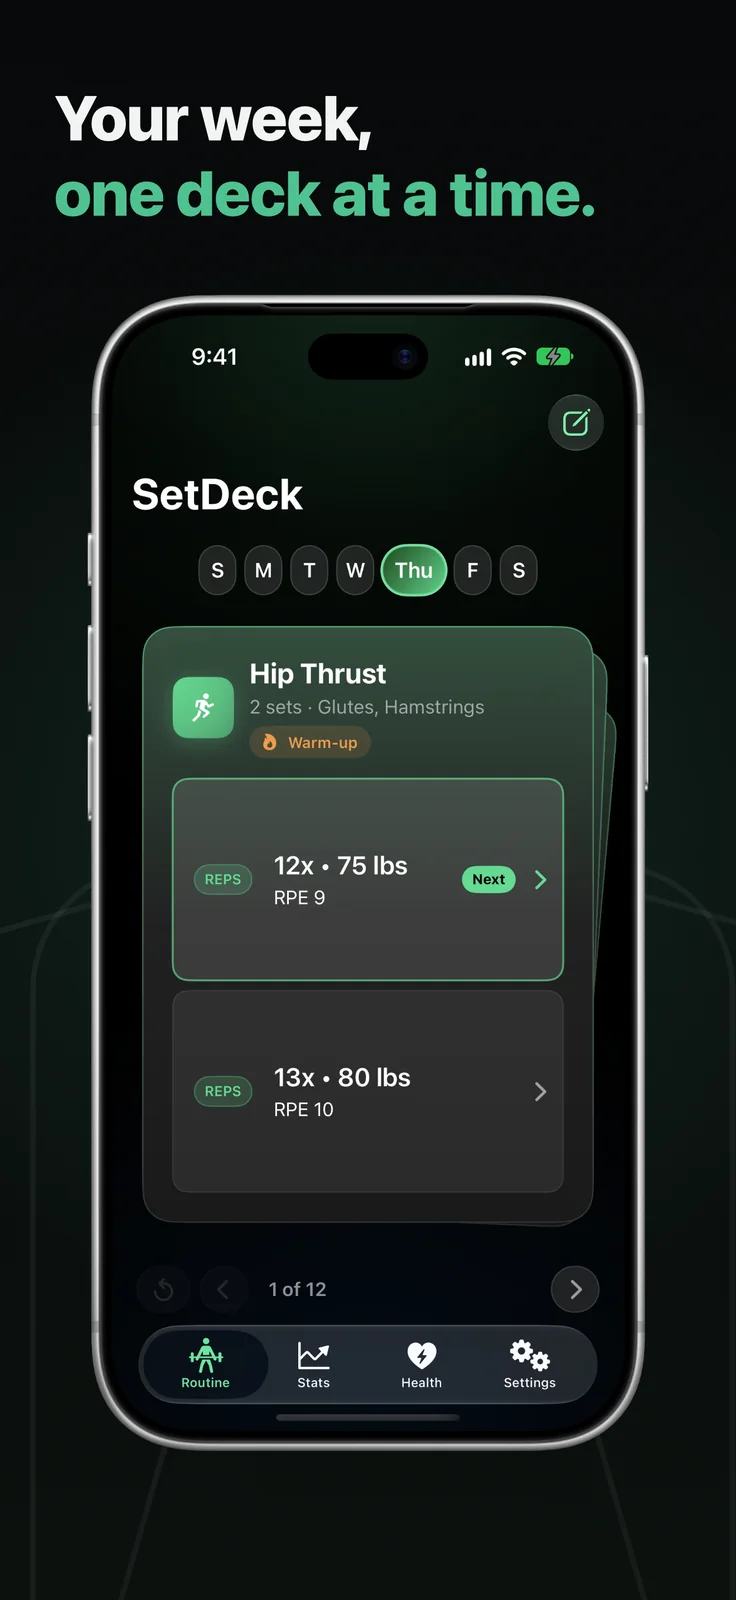 Your week,
one deck at a time.
9:41
SetDeck
S M T W Thu F S
Hip Thrust
2 sets · Glutes, Hamstrings
Warm-up
REPS
12x • 75 lbs
RPE 9
Next
REPS
13x • 80 lbs
RPE 10
1 of 12
Routine Stats Health Settings